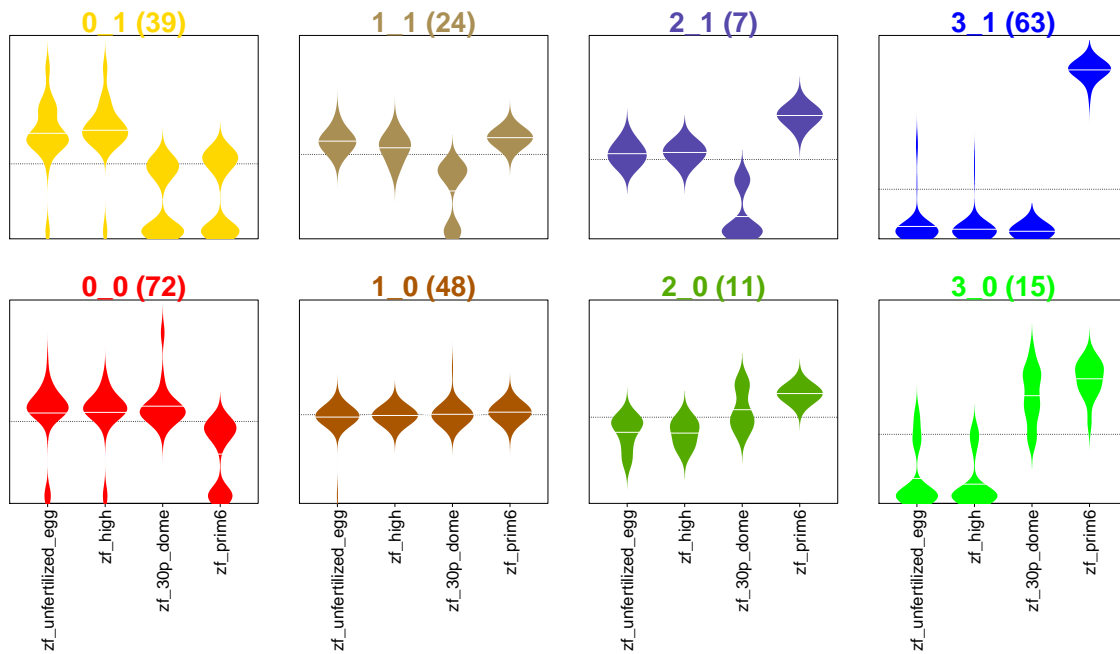 0_1 (39)
1_1 (24)
2_1 (7)
3_1 (63)
0_0 (72)
1_0 (48)
2_0 (11)
3_0 (15)
zf_unfertilized_egg
zf_high
zf_30p_dome
zf_prim6
zf_unfertilized_egg
zf_high
zf_30p_dome
zf_prim6
zf_unfertilized_egg
zf_high
zf_30p_dome
zf_prim6
zf_unfertilized_egg
zf_high
zf_30p_dome
zf_prim6